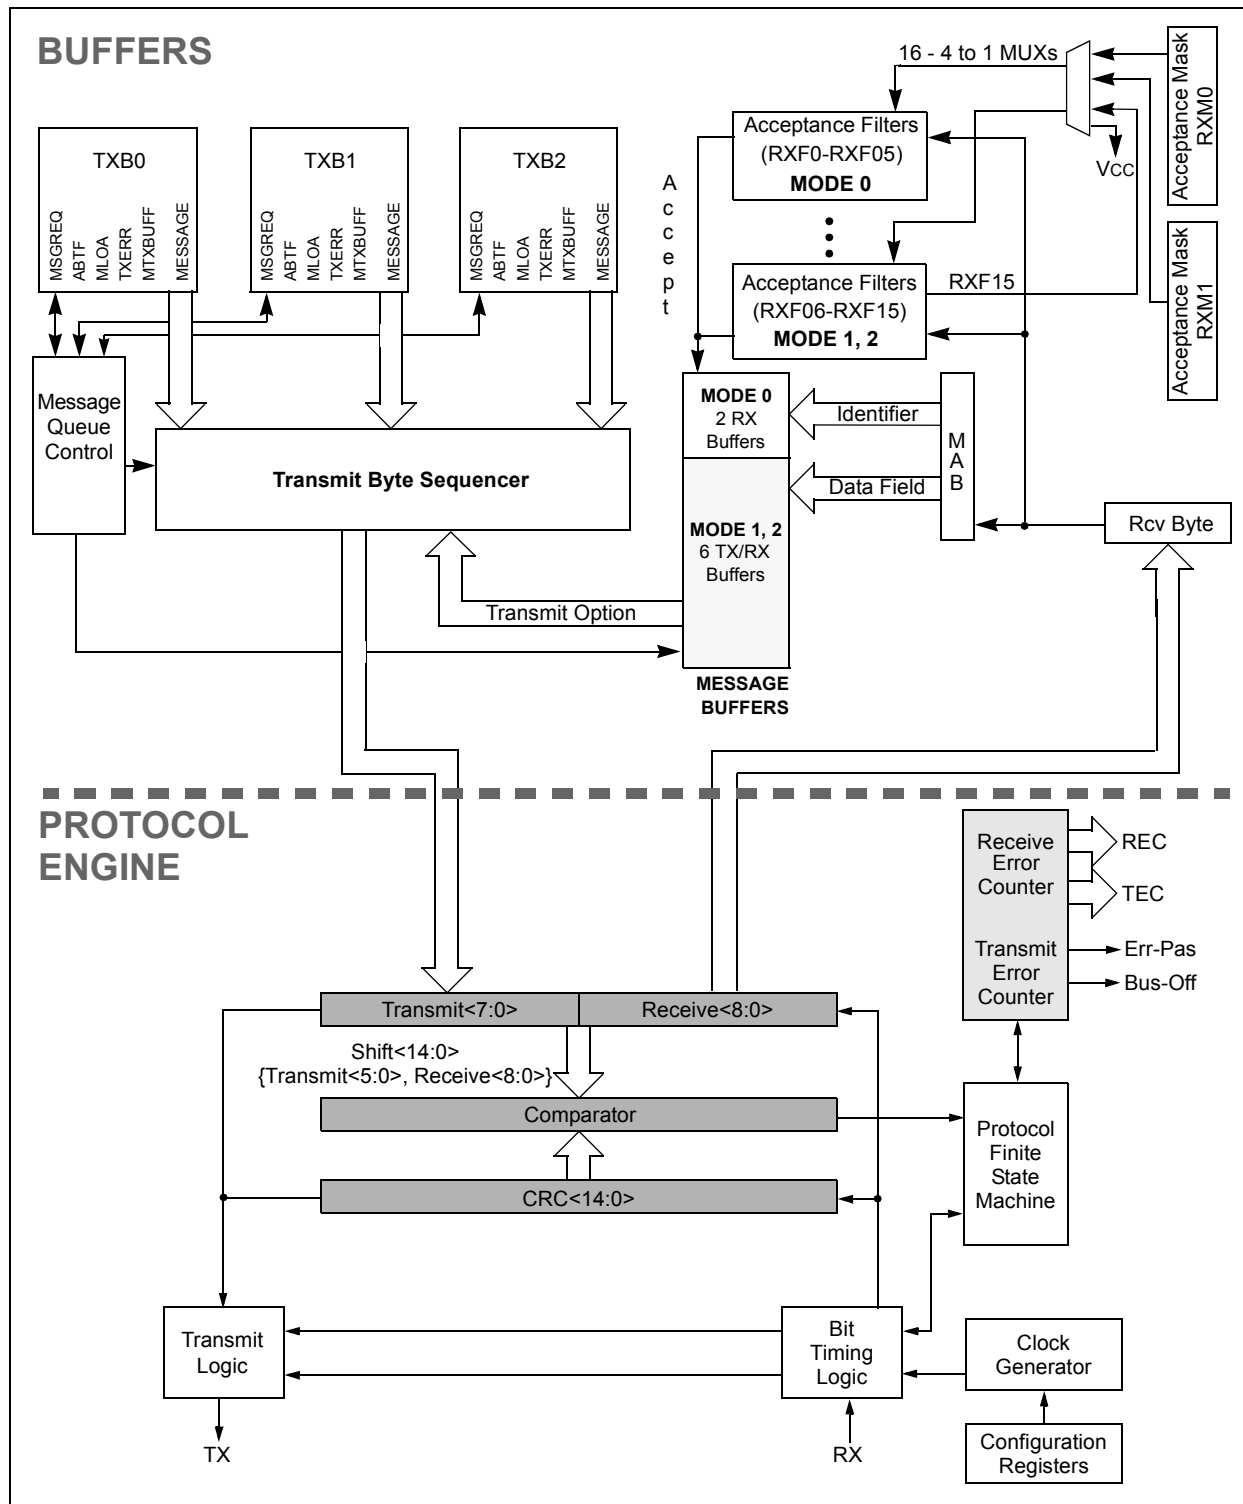 BUFFERS
16 - 4 to 1 MUXs
Acceptance Mask
RXM0
VCC
TXB0
MSGREQ
ABTF
MLOA
TXERR
MTXBUFF
MESSAGE
TXB1
MSGREQ
ABTF
MLOA
TXERR
MTXBUFF
MESSAGE
TXB2
MSGREQ
ABTF
MLOA
TXERR
MTXBUFF
MESSAGE
Accept
Acceptance Filters
(RXF0-RXF05)
MODE 0
Acceptance Filters
(RXF06-RXF15)
MODE 1, 2
RXF15
Acceptance Mask
RXM1
Message
Queue
Control
Transmit Byte Sequencer
MODE 0
2 RX
Buffers
Identifier
Data Field
MAB
Rcv Byte
MODE 1, 2
6 TX/RX
Buffers
Transmit Option
MESSAGE
BUFFERS
PROTOCOL
ENGINE
Receive
Error
Counter
REC
TEC
Transmit
Error
Counter
Err-Pas
Bus-Off
Transmit<7:0>
Receive<8:0>
Shift<14:0>
{Transmit<5:0>, Receive<8:0>}
Comparator
CRC<14:0>
Protocol
Finite
State
Machine
Transmit
Logic
Bit
Timing
Logic
Clock
Generator
TX
RX
Configuration
Registers